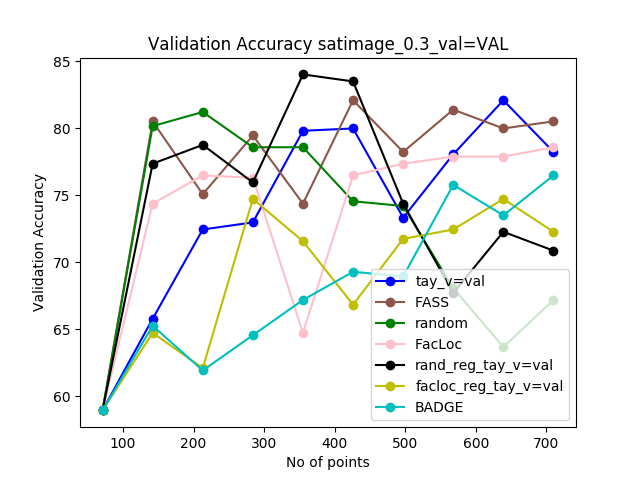 Validation Accuracy satimage_0.3_val=VAL
85
80
75
70
65
60
Validation Accuracy
100 200 300 400 500 600 700
No of points
tay_v=val
FASS
random
FacLoc
rand_reg_tay_v=val
facloc_reg_tay_v=val
BADGE